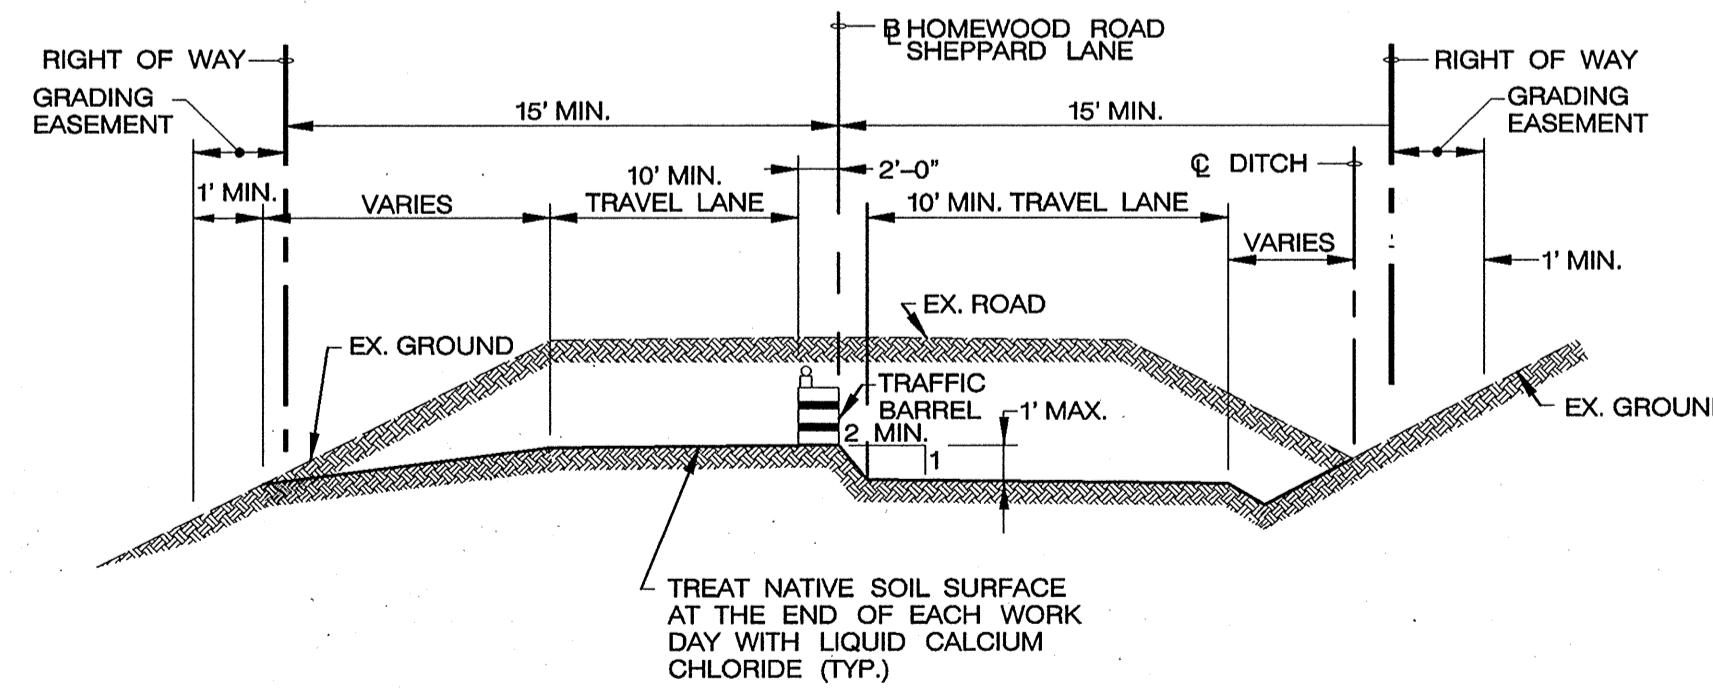 BL HOMEWOOD ROAD
SHEPPARD LANE
RIGHT OF WAY
RIGHT OF WAY
GRADING
EASEMENT
GRADING
EASEMENT
15' MIN.
15' MIN.
CL DITCH
2'-0"
1' MIN.
VARIES
10' MIN.
TRAVEL LANE
10' MIN. TRAVEL LANE
VARIES
1' MIN.
EX. ROAD
EX. GROUND
TRAFFIC
BARREL
2 MIN.
1
1' MAX.
EX. GROUN
TREAT NATIVE SOIL SURFACE
AT THE END OF EACH WORK
DAY WITH LIQUID CALCIUM
CHLORIDE (TYP.)